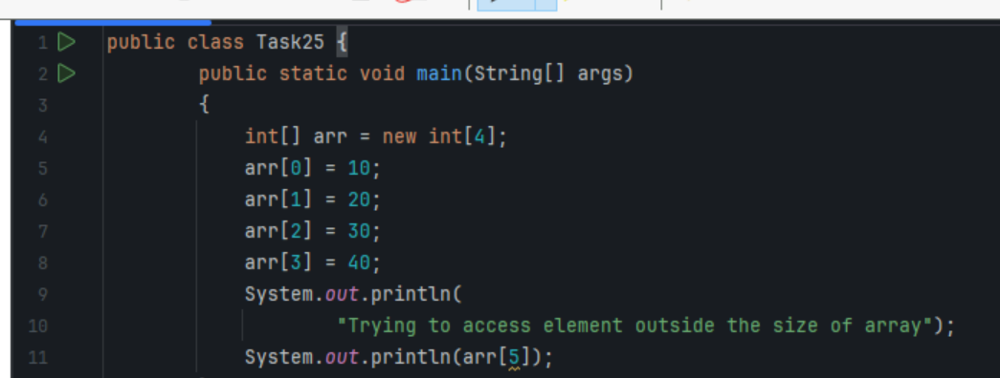 1 public class Task25 {
2 public static void main(String[] args)
3 {
4 int[] arr = new int[4];
5 arr[0] = 10;
6 arr[1] = 20;
7 arr[2] = 30;
8 arr[3] = 40;
9 System.out.println(
10 "Trying to access element outside the size of array");
11 System.out.println(arr[5]);